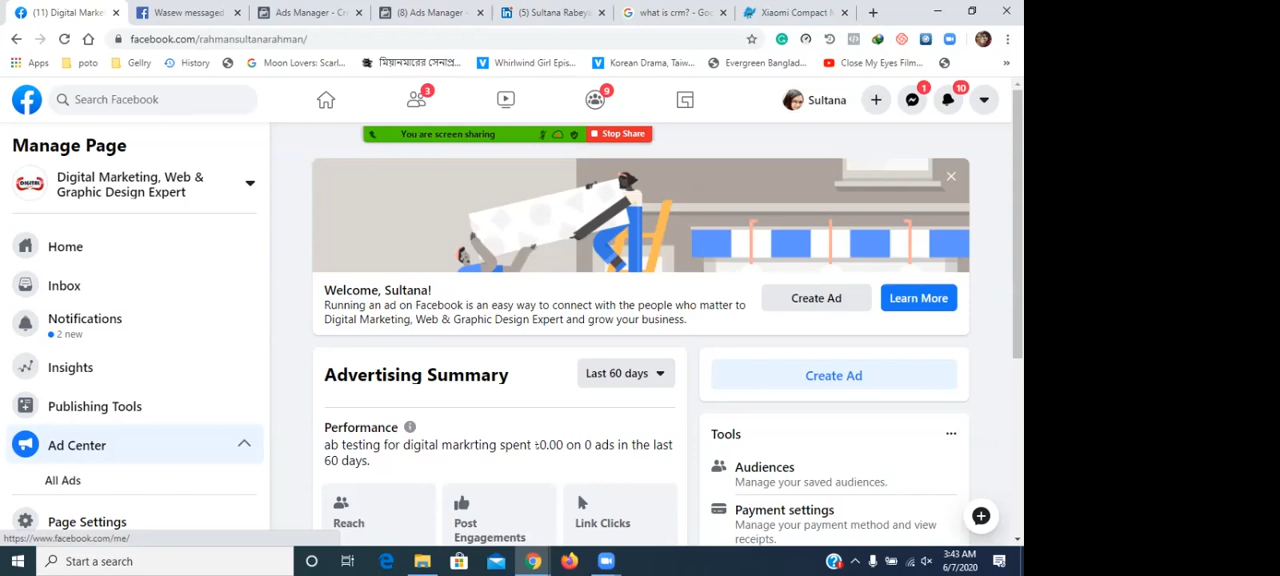 (11) Digital Marke
Wasew messaged
Ads Manager - Cr
(8) Ads Manager -
(5) Sultana Rabey
what is crm? - Goo
Xiaomi Compact M
facebook.com/rahmansultanarahman/
Apps
poto
Gellry
History
Moon Lovers: Scarl...
মিয়ানমারের সেনাপ্র...
Whirlwind Girl Epis...
Korean Drama, Taiw...
Evergreen Banglad...
Close My Eyes Film...
»
Search Facebook
3
9
Sultana
1
10
You are screen sharing
Stop Share
Manage Page
Digital Marketing, Web &
Graphic Design Expert
DIGITAL
Home
Inbox
Notifications
2 new
Insights
Publishing Tools
Ad Center
All Ads
Page Settings
https://www.facebook.com/me/
Welcome, Sultana!
Running an ad on Facebook is an easy way to connect with the people who matter to
Digital Marketing, Web & Graphic Design Expert and grow your business.
Create Ad
Learn More
Advertising Summary
Last 60 days
Performance
ab testing for digital markrting spent ৳0.00 on 0 ads in the last
60 days.
Reach
Post
Engagements
Link Clicks
Create Ad
Tools
Audiences
Manage your saved audiences.
Payment settings
Manage your payment method and view
receipts.
Start a search
3:43 AM
6/7/2020